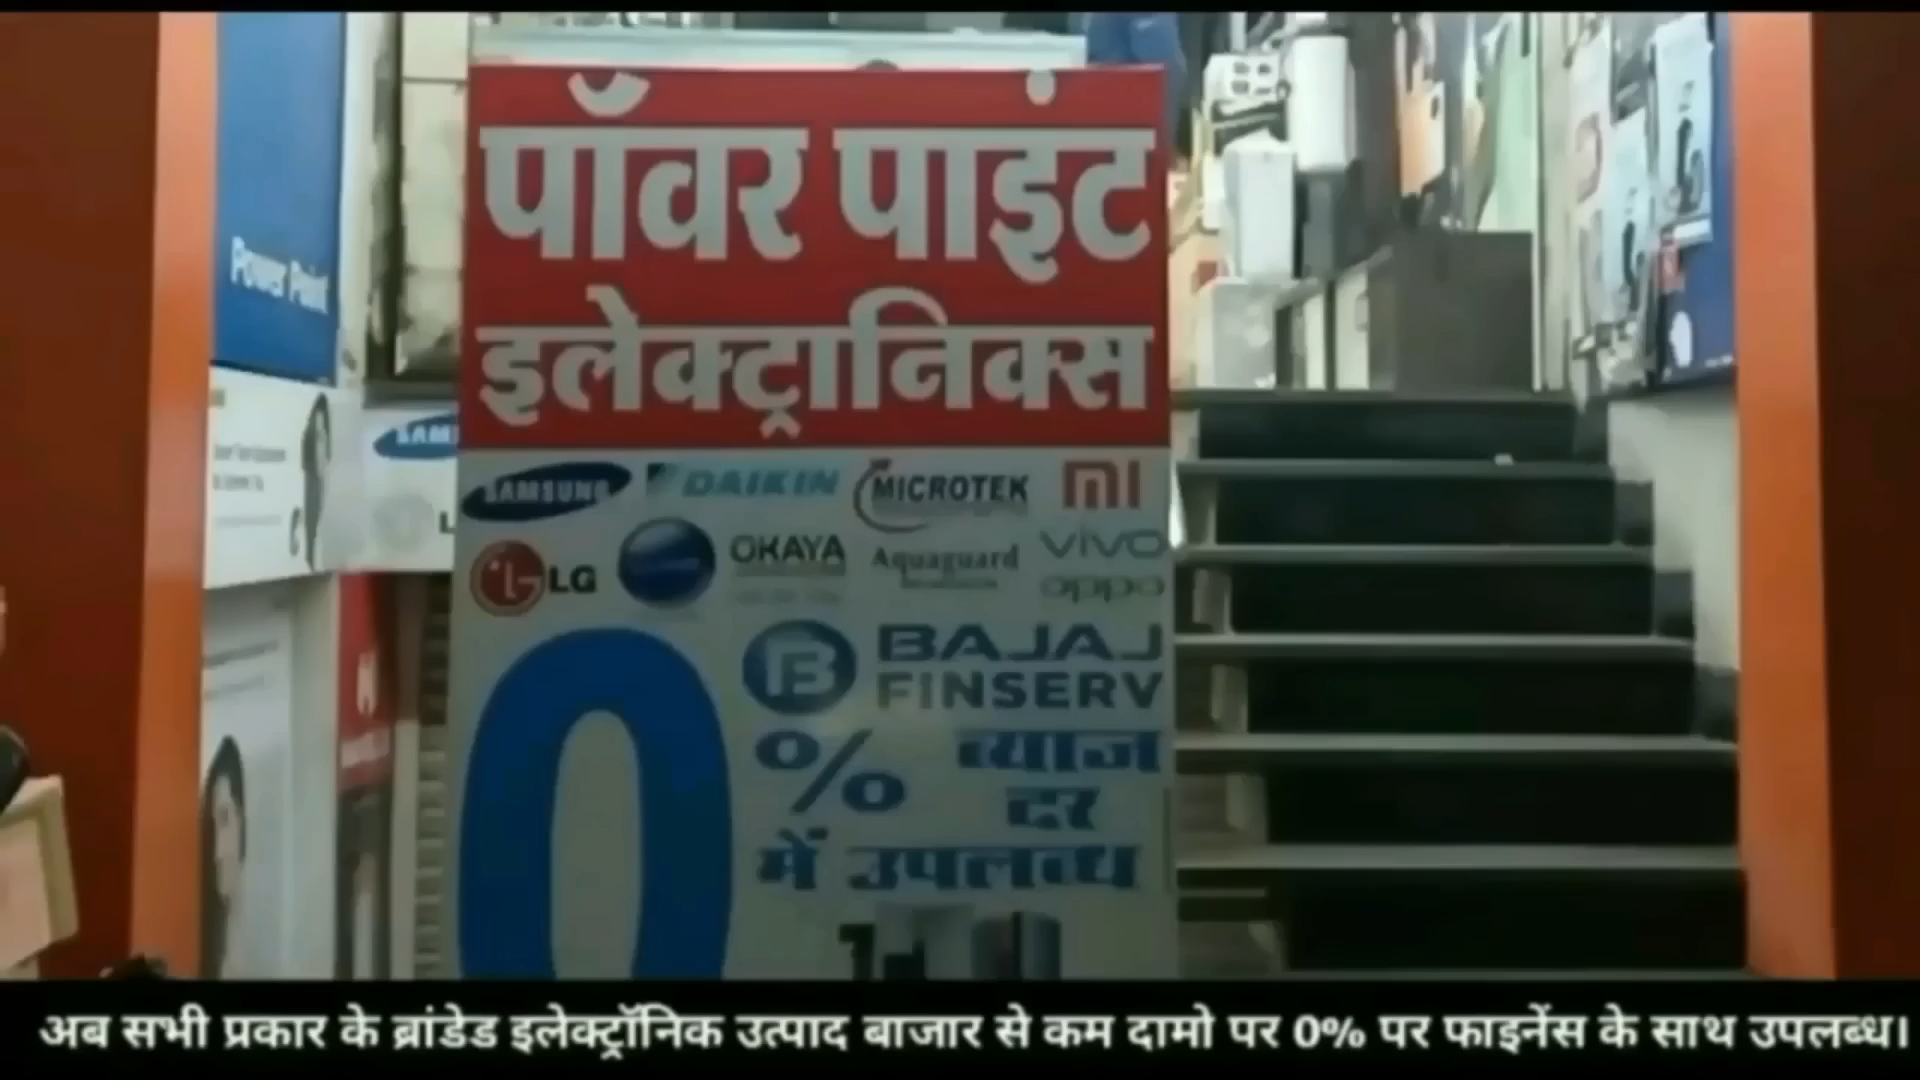 पॉवर पाइंट
इलेक्ट्रानिक्स
Power Point
SAMSUNG DAIKIN MICROTEK mi
LG OKAYA Aquaguard vivo
oppo
BAJAJ
FINSERV
0
% ब्याज
दर
में उपलब्ध
अब सभी प्रकार के ब्रांडेड इलेक्ट्रॉनिक उत्पाद बाजार से कम दामो पर 0% पर फाइनेंस के साथ उपलब्ध।